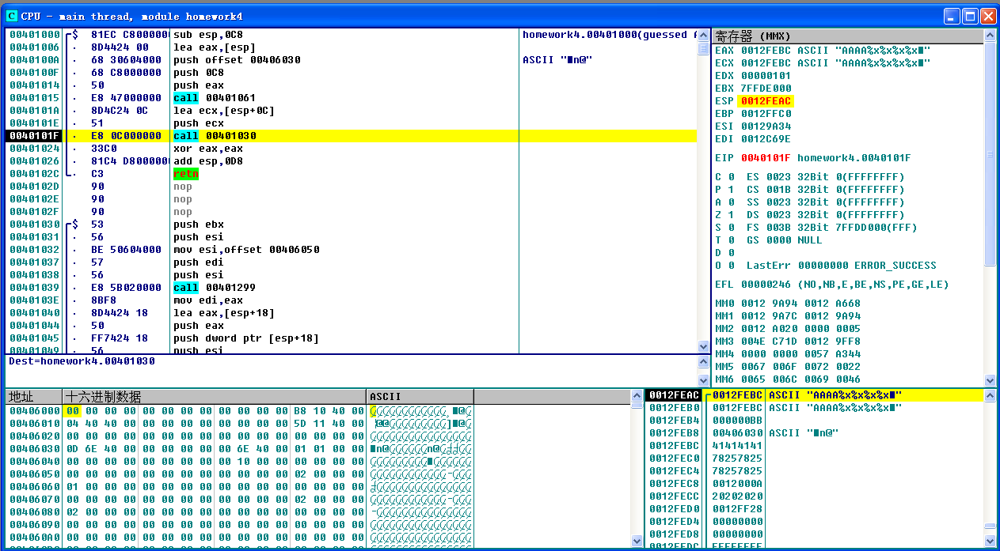 CPU - main thread, module homework4
00401000 $ 81EC C8000000 sub esp,0C8 homework4.00401000(guessed A
00401006 . 8D4424 00 lea eax,[esp]
0040100A . 68 30604000 push offset 00406030 ASCII "■n@"
0040100F . 68 C8000000 push 0C8
00401014 . 50 push eax
00401015 . E8 47000000 call 00401061
0040101A . 8D4C24 0C lea ecx,[esp+0C]
0040101E . 51 push ecx
0040101F . E8 0C000000 call 00401030
00401024 . 33C0 xor eax,eax
00401026 . 81C4 D8000000 add esp,0D8
0040102C . C3 retn
0040102D 90 nop
0040102E 90 nop
0040102F 90 nop
00401030 $ 53 push ebx
00401031 . 56 push esi
00401032 . BE 50604000 mov esi,offset 00406050
00401037 . 57 push edi
00401038 . 56 push esi
00401039 . E8 5B020000 call 00401299
0040103E . 8BF8 mov edi,eax
00401040 . 8D4424 18 lea eax,[esp+18]
00401044 . 50 push eax
00401045 . FF7424 18 push dword ptr [esp+18]
00401049 . 56 push esi
Dest=homework4.00401030
寄存器 (MMX)
EAX 0012FEBC ASCII "AAAA%x%x%x%x■"
ECX 0012FEBC ASCII "AAAA%x%x%x%x■"
EDX 00000101
EBX 7FFDE000
ESP 0012FEAC
EBP 0012FFC0
ESI 00129A34
EDI 0012C69E
EIP 0040101F homework4.0040101F
C 0 ES 0023 32Bit 0(FFFFFFFF)
P 1 CS 001B 32Bit 0(FFFFFFFF)
A 0 SS 0023 32Bit 0(FFFFFFFF)
Z 1 DS 0023 32Bit 0(FFFFFFFF)
S 0 FS 003B 32Bit 7FFDD000(FFF)
T 0 GS 0000 NULL
D 0
O 0 LastErr 00000000 ERROR_SUCCESS
EFL 00000246 (NO,NB,E,BE,NS,PE,GE,LE)
MM0 0012 9A94 0012 A668
MM1 0012 9A7C 0012 9A94
MM2 0012 A020 0000 0005
MM3 004E C71D 0012 9FF8
MM4 0000 0000 0057 A344
MM5 0067 006F 0072 0022
MM6 0065 006C 0069 0046
地址 十六进制数据 ASCII
00406000 00 00 00 00 00 00 00 00 00 00 00 00 B8 10 40 00
00406010 04 40 40 00 00 00 00 00 00 00 00 00 5D 11 40 00
00406020 00 00 00 00 00 00 00 00 00 00 00 00 00 00 00 00
00406030 0D 6E 40 00 00 00 00 00 00 6E 40 00 01 01 00 00
00406040 00 00 00 00 00 00 00 00 00 10 00 00 00 00 00 00
00406050 00 00 00 00 00 00 00 00 00 00 00 00 02 00 00 00
00406060 01 00 00 00 00 00 00 00 00 00 00 00 00 00 00 00
00406070 00 00 00 00 00 00 00 00 00 00 00 00 02 00 00 00
00406080 02 00 00 00 00 00 00 00 00 00 00 00 00 00 00 00
00406090 00 00 00 00 00 00 00 00 00 00 00 00 00 00 00 00
004060A0 00 00 00 00 00 00 00 00 00 00 00 00 00 00 00 00
0012FEAC 0012FEBC ASCII "AAAA%x%x%x%x■"
0012FEB0 0012FEBC ASCII "AAAA%x%x%x%x■"
0012FEB4 000000BB
0012FEB8 00406030 ASCII "■n@"
0012FEBC 41414141
0012FEC0 78257825
0012FEC4 78257825
0012FEC8 0012000A
0012FECC 20202020
0012FED0 0012FF28
0012FED4 00000000
0012FED8 00000000
0012FEDC FFFFFFFF